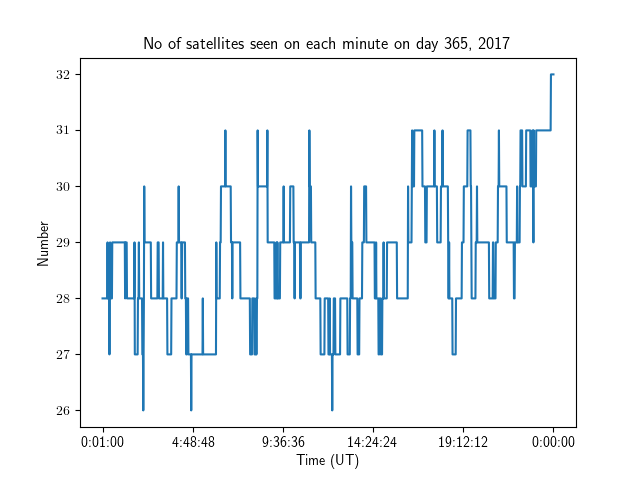 No of satellites seen on each minute on day 365, 2017
32
31
30
29
28
27
26
Number
0:01:00 4:48:48 9:36:36 14:24:24 19:12:12 0:00:00
Time (UT)